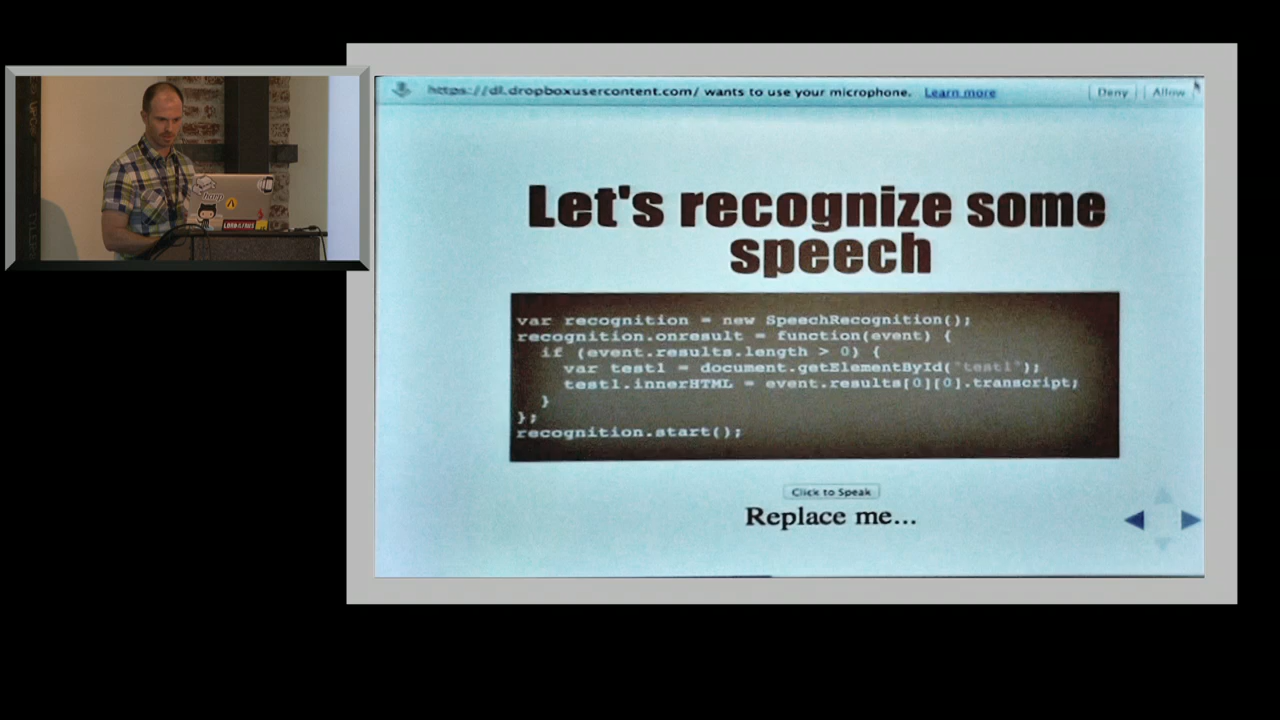 https://dl.dropboxusercontent.com/ wants to use your microphone. Learn more Deny Allow
Let's recognize some
speech
var recognition = new SpeechRecognition();
recognition.onresult = function(event) {
if (event.results.length > 0) {
var test1 = document.getElementById("test1");
test1.innerHTML = event.results[0][0].transcript;
}
};
recognition.start();
Click to Speak
Replace me...
harp